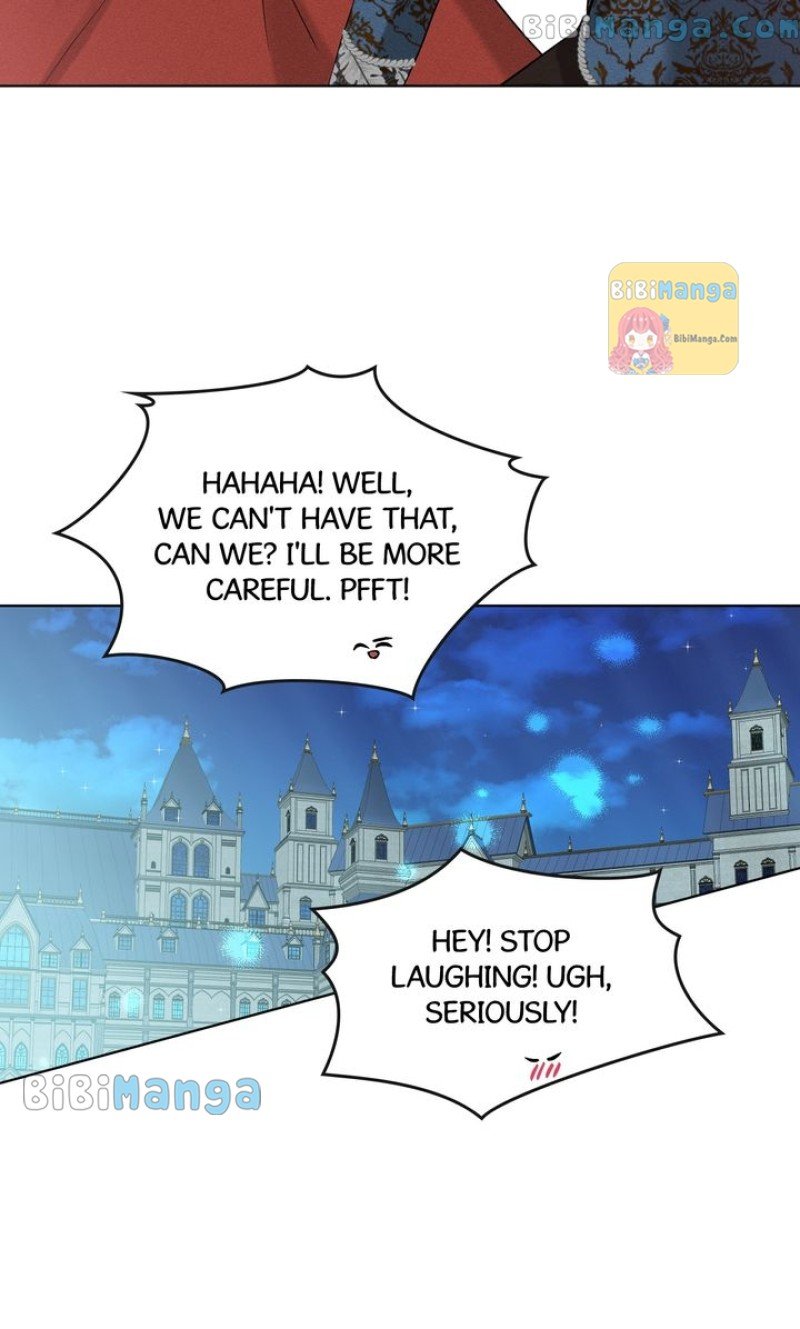 BiBiManga.Com
BiBiManga
BibiManga.Com
HAHAHA! WELL,
WE CAN'T HAVE THAT,
CAN WE? I'LL BE MORE
CAREFUL. PFFT!
HEY! STOP
LAUGHING! UGH,
SERIOUSLY!
BiBiManga